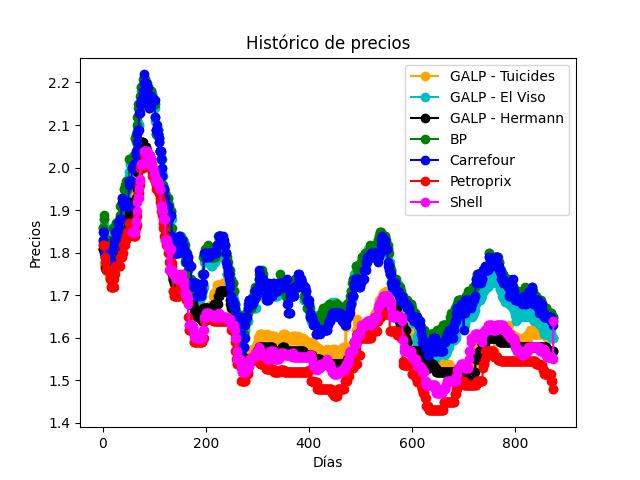 Histórico de precios
GALP - Tuicides
GALP - El Viso
GALP - Hermann
BP
Carrefour
Petroprix
Shell
Precios
2.2
2.1
2.0
1.9
1.8
1.7
1.6
1.5
1.4
0 200 400 600 800
Días